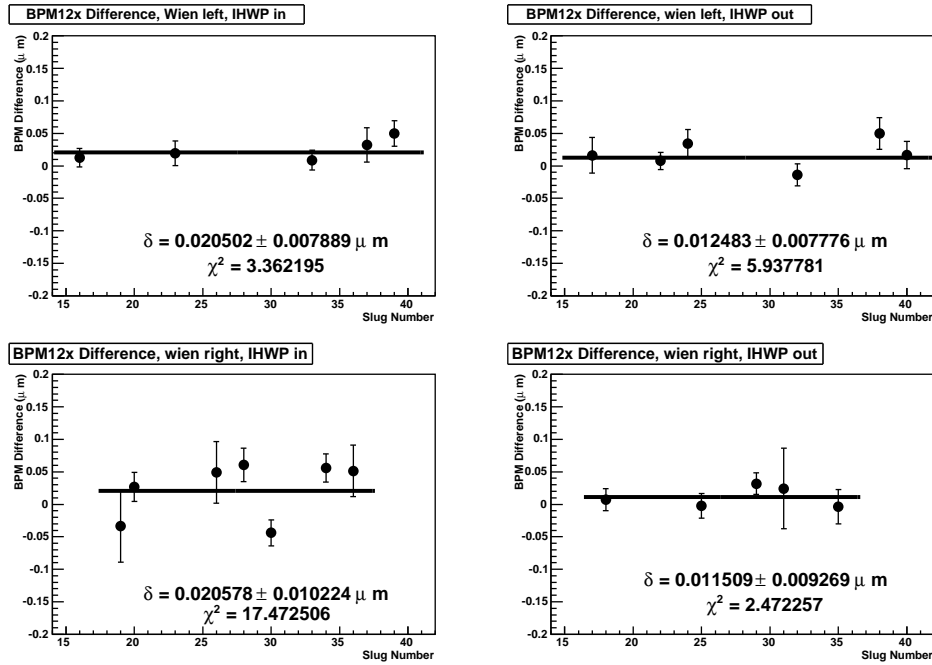 BPM12x Difference, Wien left, IHWP in
BPM Difference (μ m)
0.2
0.15
0.1
0.05
0
-0.05
-0.1
-0.15
-0.2
δ = 0.020502 ± 0.007889 μ m
χ² = 3.362195
15 20 25 30 35 40
Slug Number
BPM12x Difference, wien left, IHWP out
BPM Difference (μ m)
0.2
0.15
0.1
0.05
0
-0.05
-0.1
-0.15
-0.2
δ = 0.012483 ± 0.007776 μ m
χ² = 5.937781
15 20 25 30 35 40
Slug Number
BPM12x Difference, wien right, IHWP in
BPM Difference (μ m)
0.2
0.15
0.1
0.05
0
-0.05
-0.1
-0.15
-0.2
δ = 0.020578 ± 0.010224 μ m
χ² = 17.472506
15 20 25 30 35 40
Slug Number
BPM12x Difference, wien right, IHWP out
BPM Difference (μ m)
0.2
0.15
0.1
0.05
0
-0.05
-0.1
-0.15
-0.2
δ = 0.011509 ± 0.009269 μ m
χ² = 2.472257
15 20 25 30 35 40
Slug Number